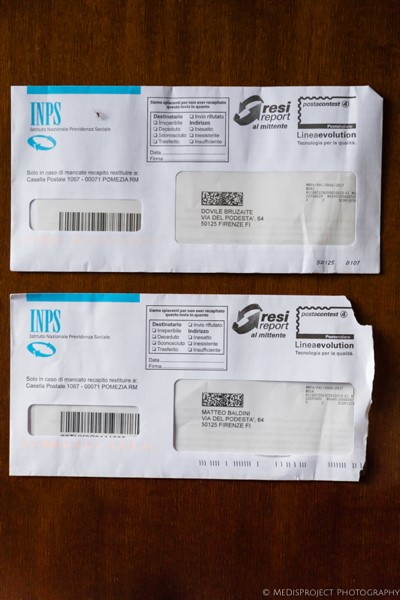 INPS
Istituto Nazionale Previdenza Sociale
Siamo spiacenti per non aver recapitato
questo invio in quanto
Destinatario
☐ Irreperibile
☐ Deceduto
☐ Sconosciuto
☐ Trasferito
☐ Invio rifiutato
Indirizzo
☐ Inesatto
☐ Inesistente
☐ Insufficiente
Data
Firma
resi
report
al mittente
postacontest 4
Posteitaliane
Lineaevolution
Tecnologia per la qualità.
Solo in caso di mancato recapito restituire a:
Casella Postale 1067 - 00071 POMEZIA RM
DOVILE BRUZAITE
VIA DEL PODESTA', 64
50125 FIRENZE FI
INPS
Istituto Nazionale Previdenza Sociale
Siamo spiacenti per non aver recapitato
questo invio in quanto
Destinatario
☐ Irreperibile
☐ Deceduto
☐ Sconosciuto
☐ Trasferito
☐ Invio rifiutato
Indirizzo
☐ Inesatto
☐ Inesistente
☐ Insufficiente
Data
Firma
resi
report
al mittente
postacontest 4
Posteitaliane
Lineaevolution
Tecnologia per la qualità.
Solo in caso di mancato recapito restituire a:
Casella Postale 1067 - 00071 POMEZIA RM
MATTEO BALDINI
VIA DEL PODESTA', 64
50125 FIRENZE FI
© MEDISPROJECT PHOTOGRAPHY